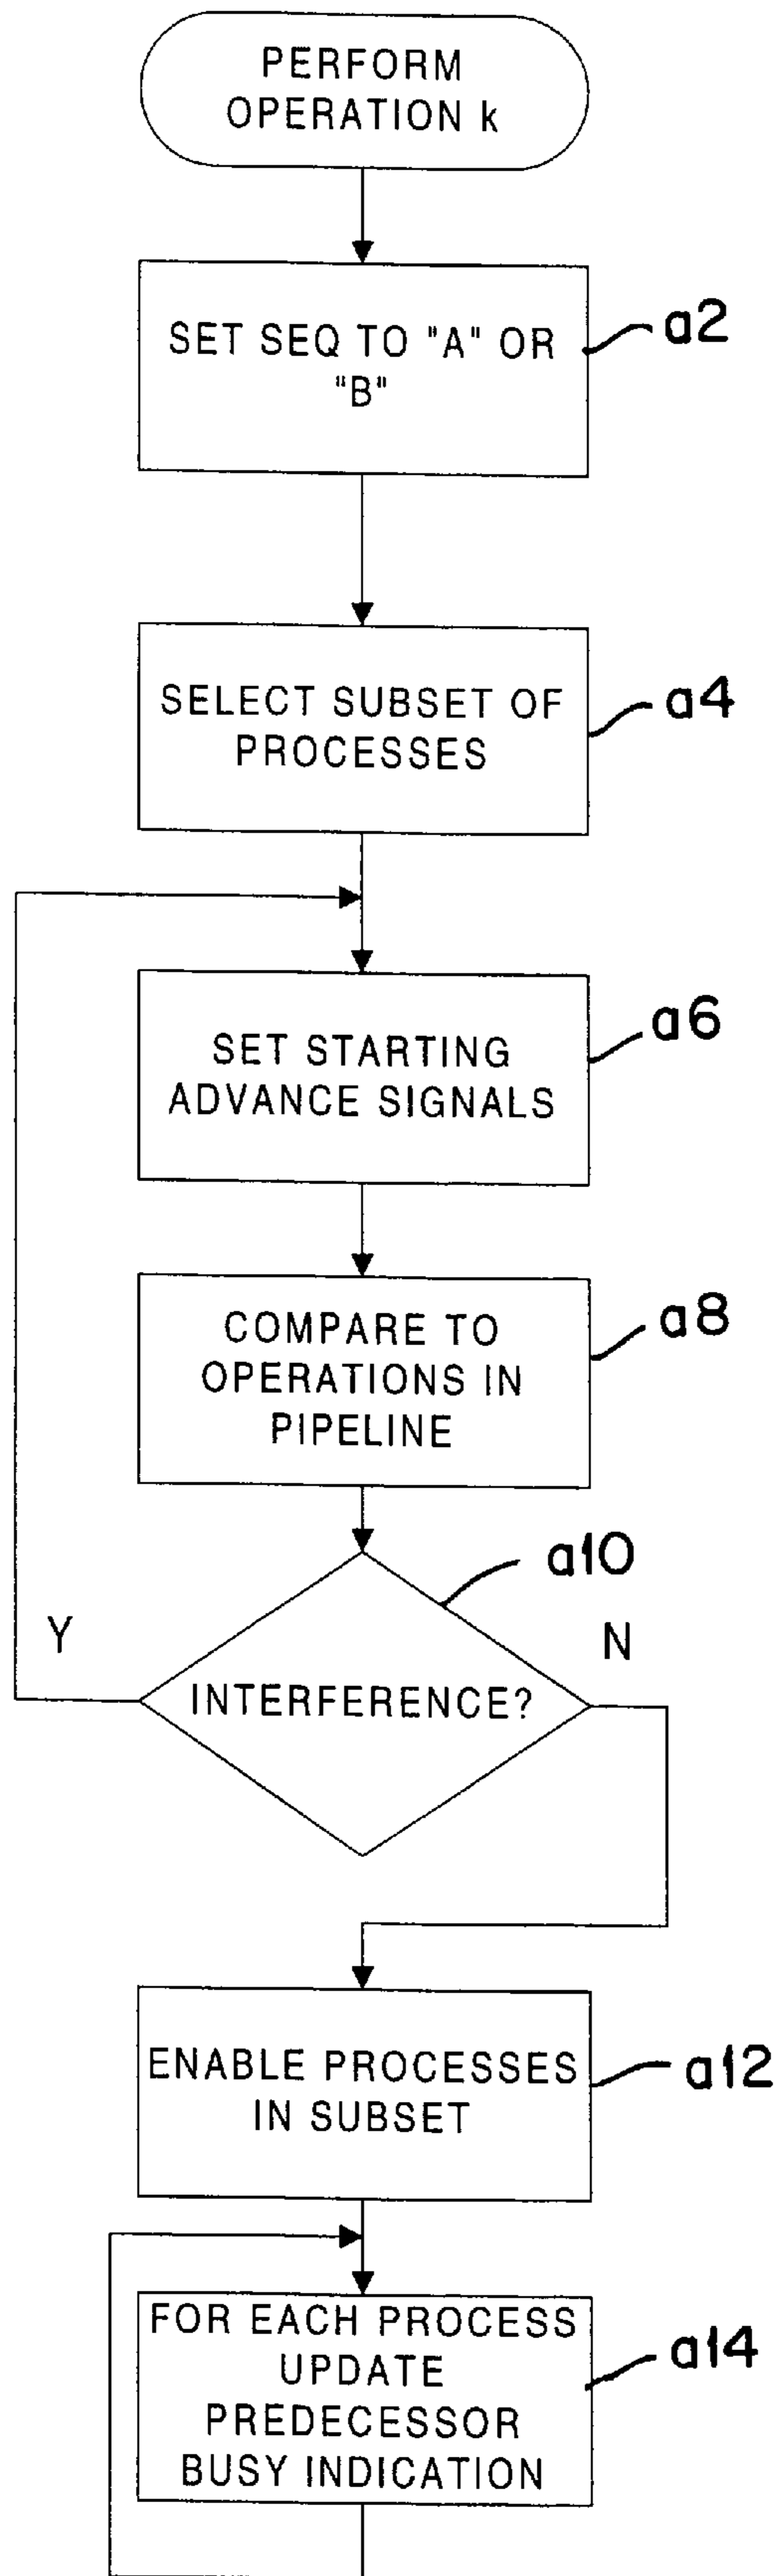 PERFORM
OPERATION k
SET SEQ TO "A" OR
"B"
a2
SELECT SUBSET OF
PROCESSES
a4
SET STARTING
ADVANCE SIGNALS
a6
COMPARE TO
OPERATIONS IN
PIPELINE
a8
a10
Y
N
INTERFERENCE?
ENABLE PROCESSES
IN SUBSET
a12
FOR EACH PROCESS
UPDATE
PREDECESSOR
BUSY INDICATION
a14